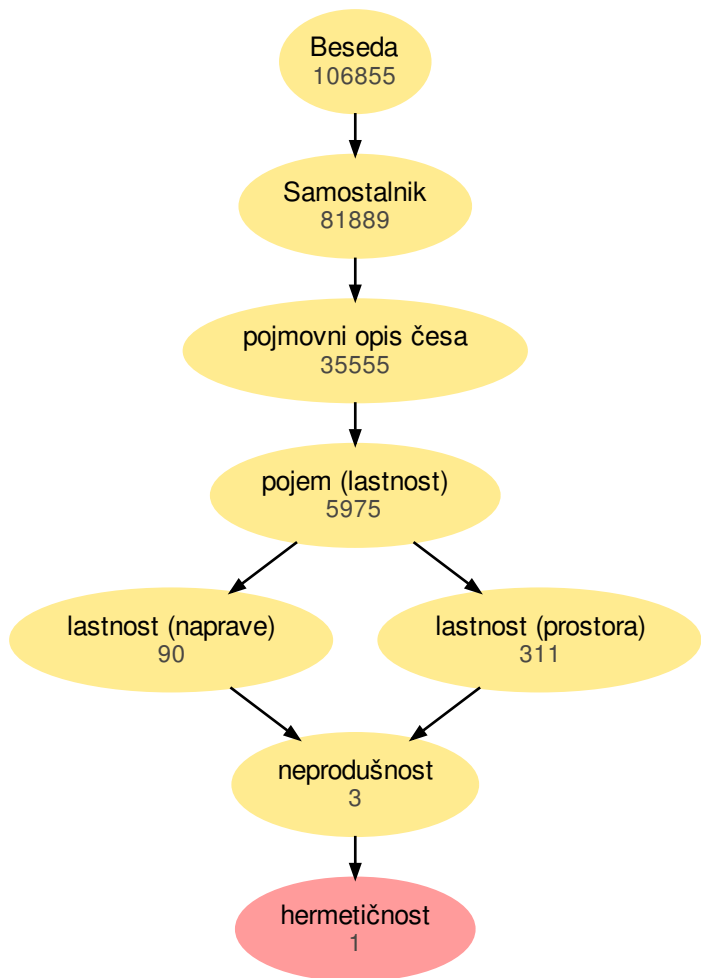 Beseda
106855
Samostalnik
81889
pojmovni opis česa
35555
pojem (lastnost)
5975
lastnost (naprave)
90
lastnost (prostora)
311
neprodušnost
3
hermetičnost
1